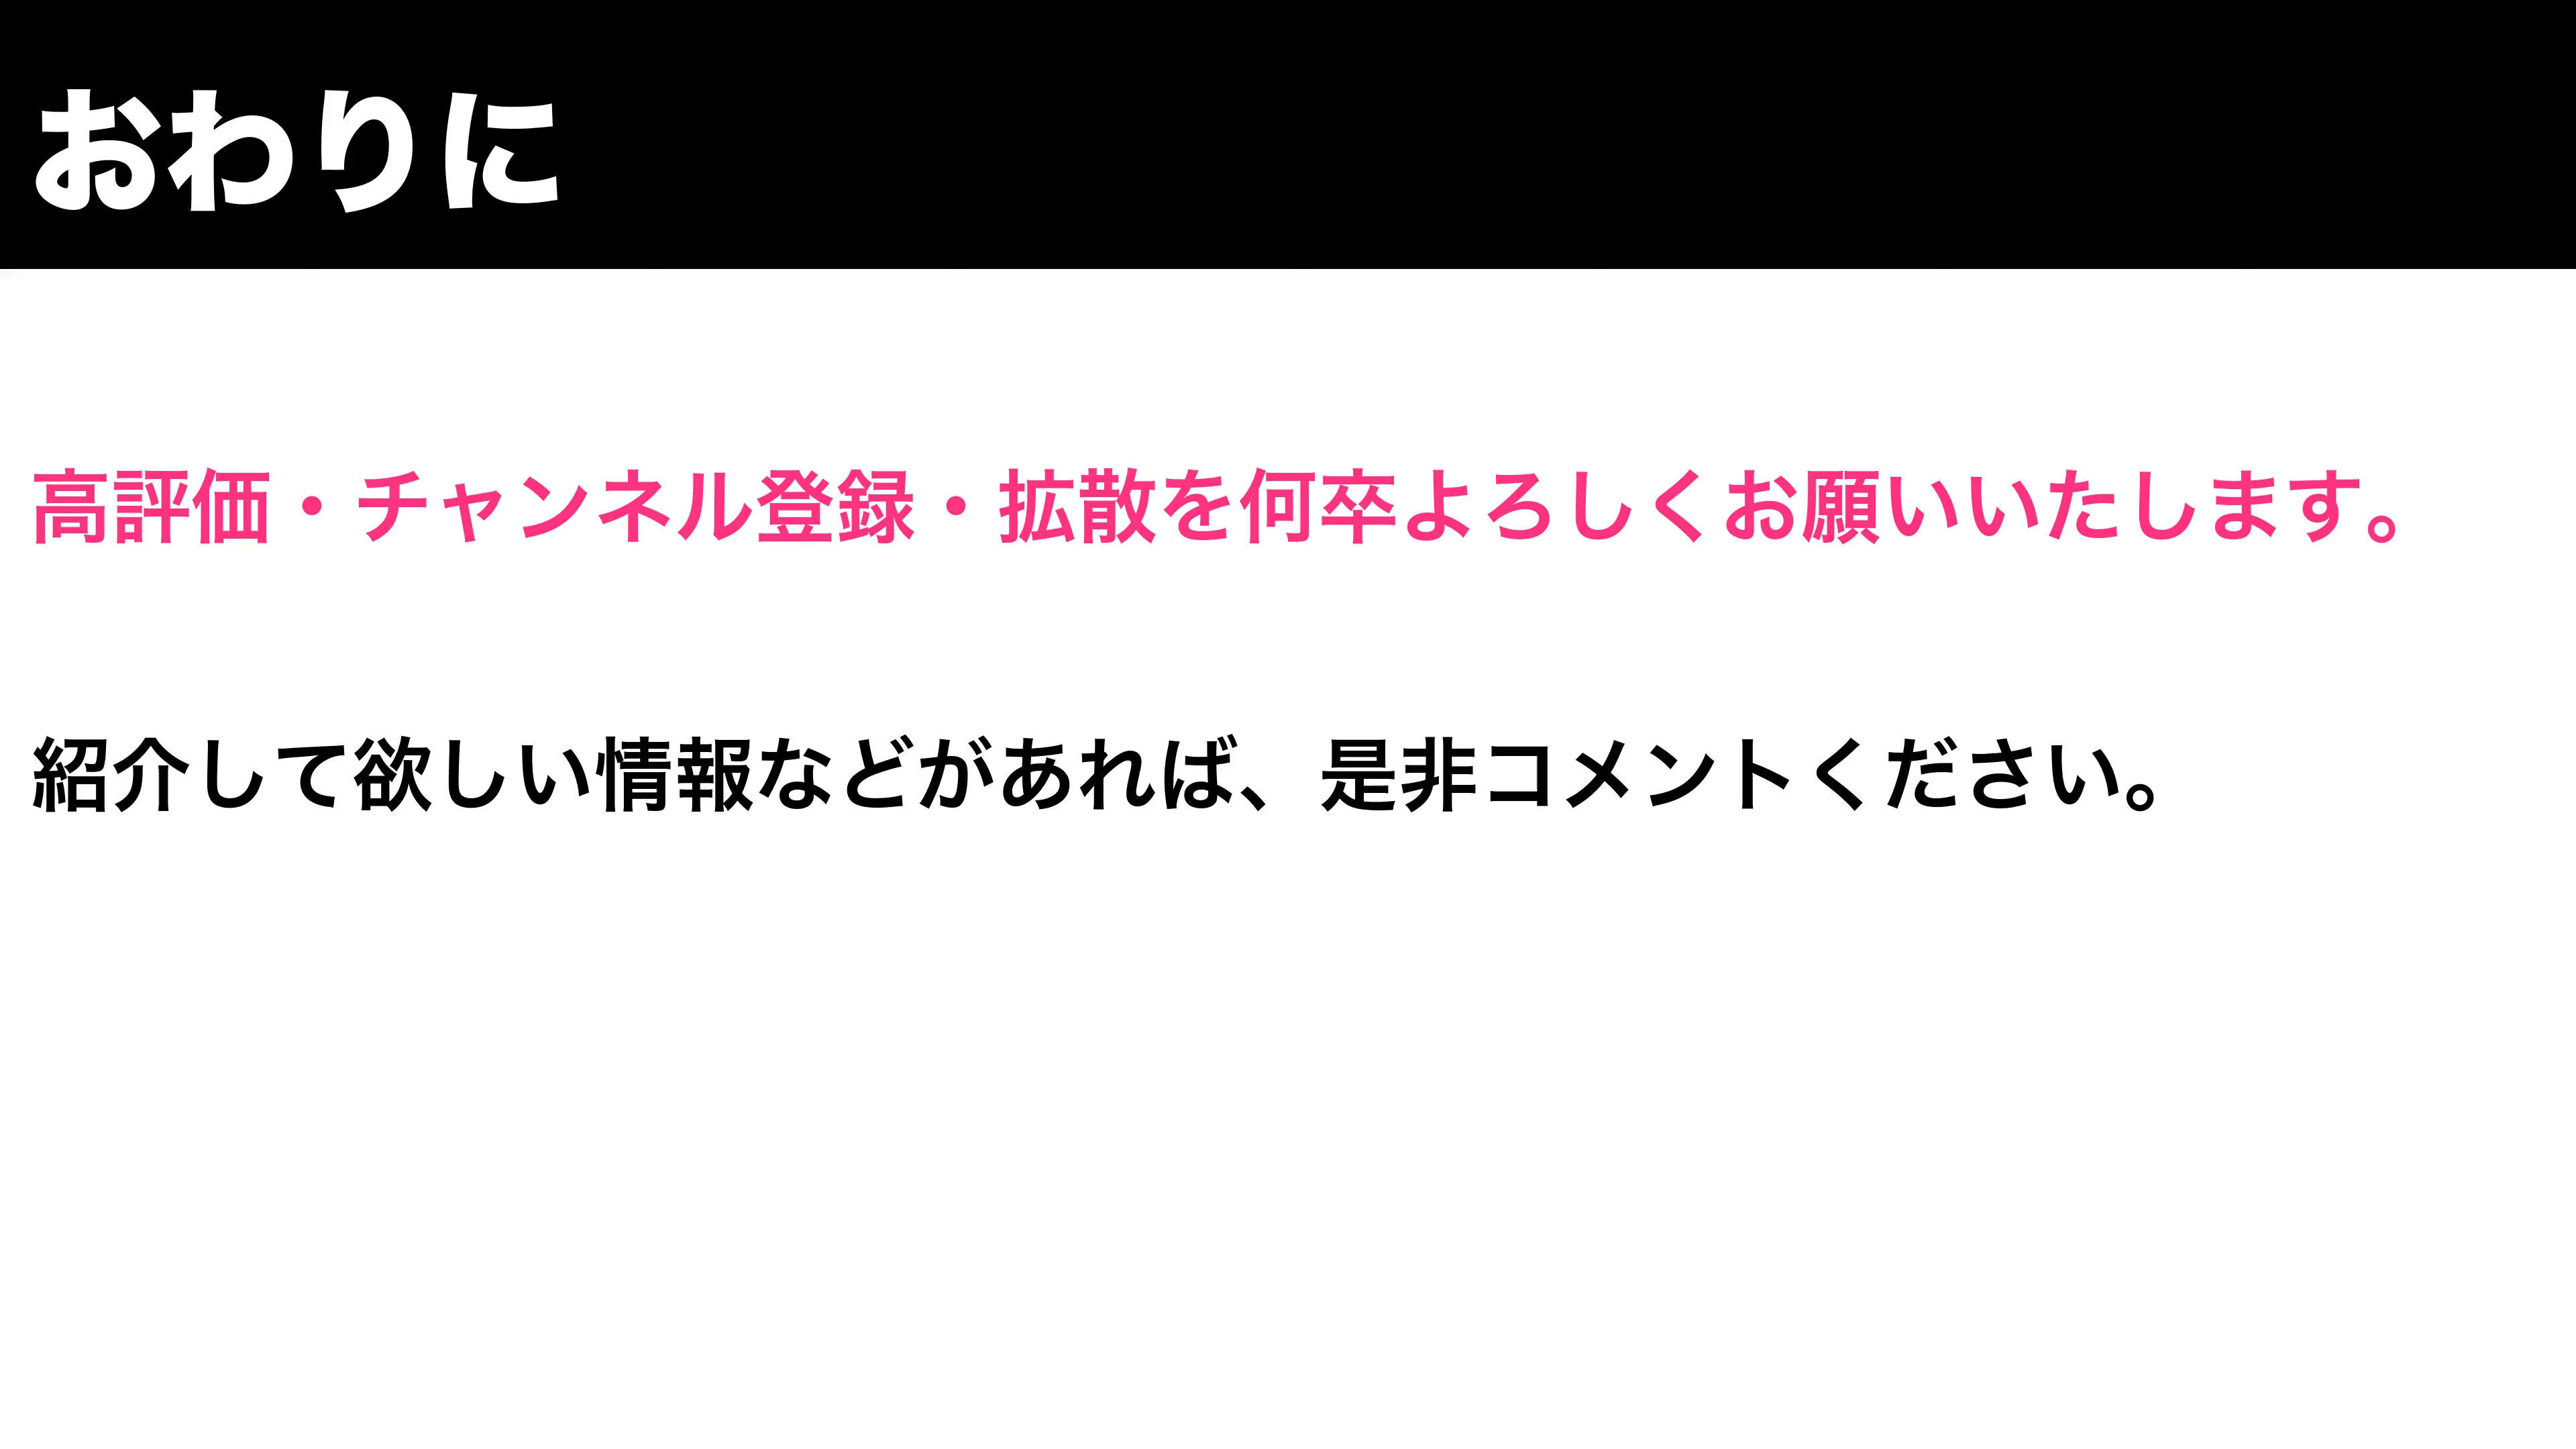 おわりに
高評価・チャンネル登録・拡散を何卒よろしくお願いいたします。
紹介して欲しい情報などがあれば、是非コメントください。